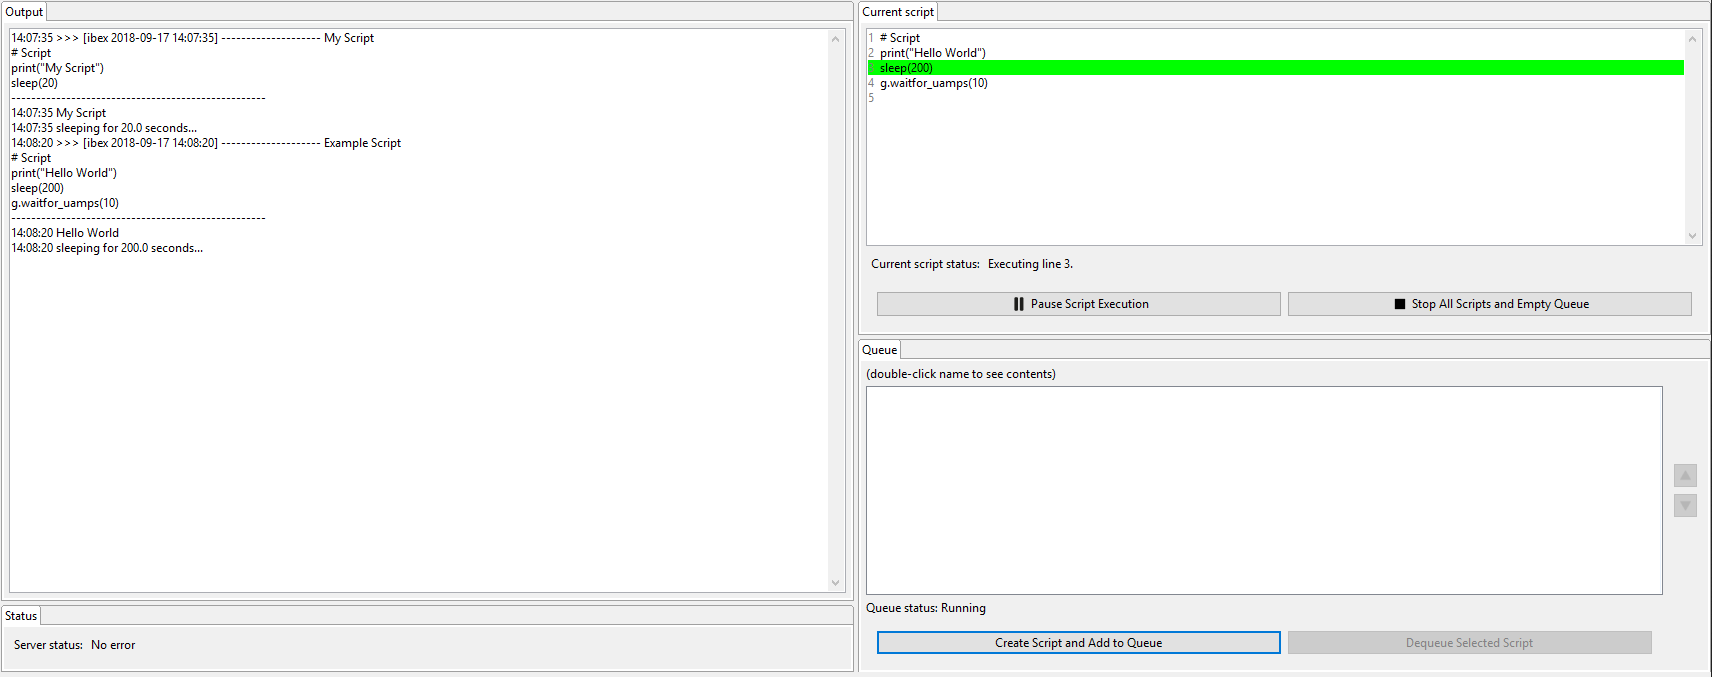 Output
14:07:35 >>> [ibex 2018-09-17 14:07:35] -------------------- My Script
# Script
print("My Script")
sleep(20)
---------------------------------------------------
14:07:35 My Script
14:07:35 sleeping for 20.0 seconds...
14:08:20 >>> [ibex 2018-09-17 14:08:20] -------------------- Example Script
# Script
print("Hello World")
sleep(200)
g.waitfor_uamps(10)
---------------------------------------------------
14:08:20 Hello World
14:08:20 sleeping for 200.0 seconds...
Status
Server status: No error
Current script
1 # Script
2 print("Hello World")
3 sleep(200)
4 g.waitfor_uamps(10)
5
Current script status: Executing line 3.
Pause Script Execution
Stop All Scripts and Empty Queue
Queue
(double-click name to see contents)
Queue status: Running
Create Script and Add to Queue
Dequeue Selected Script